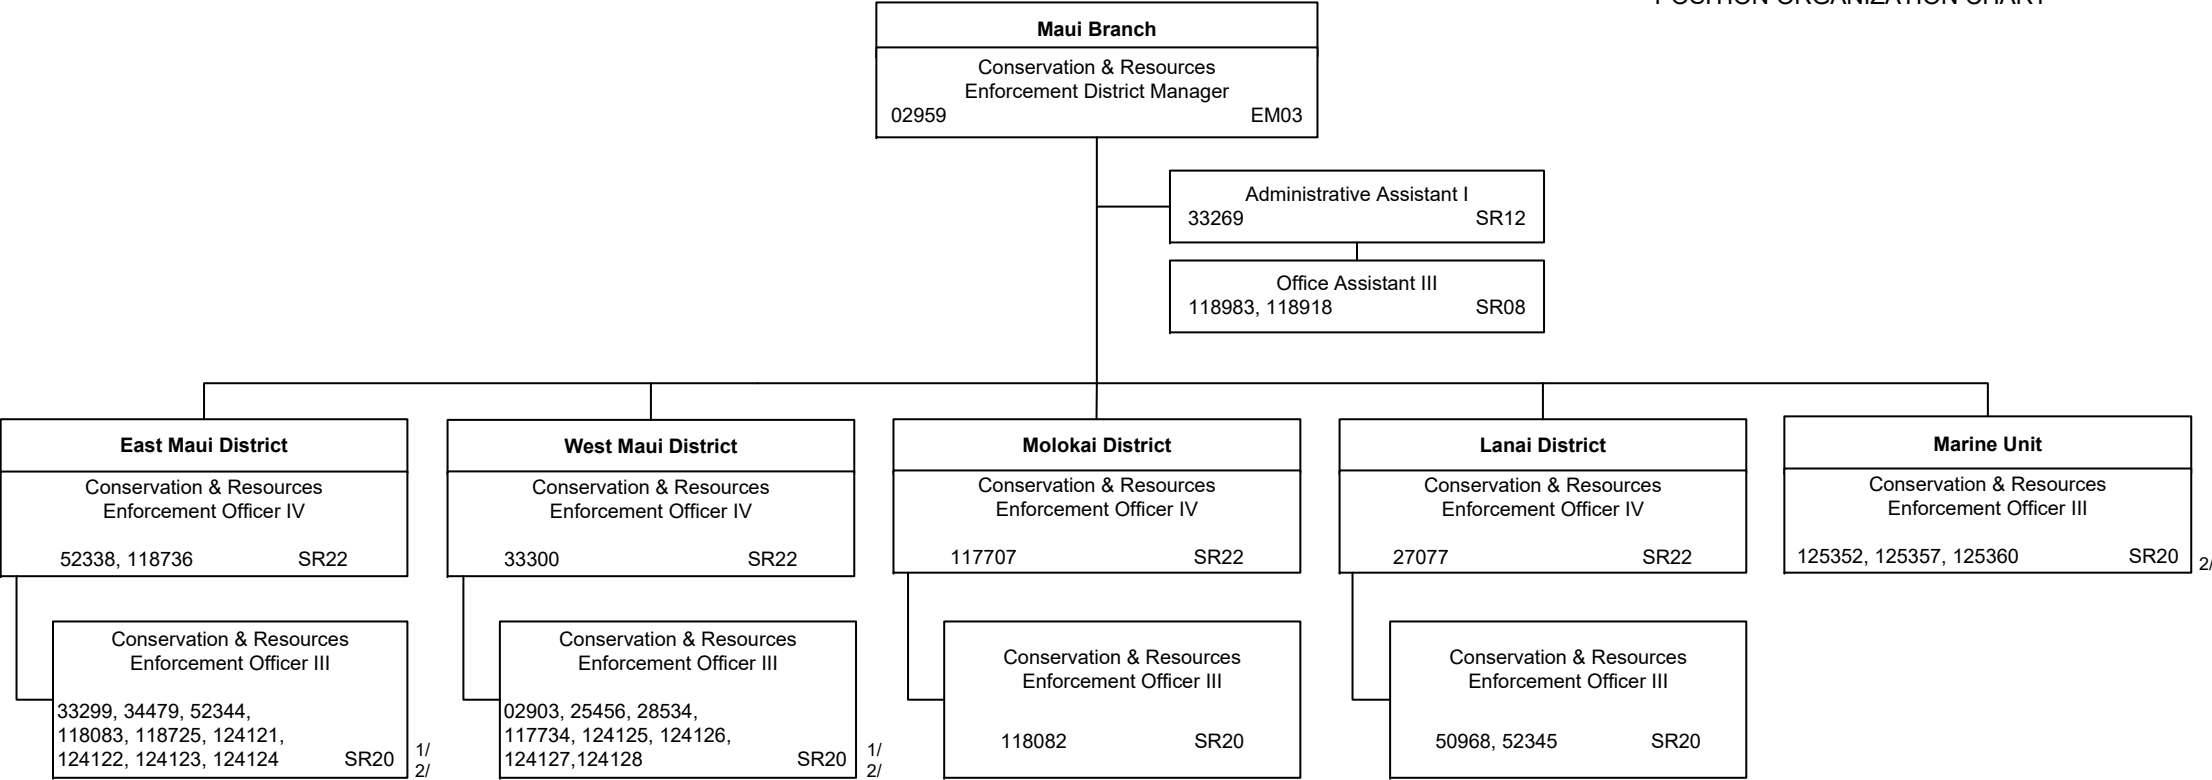 POSITION ORGANIZATION CHART
Maui Branch
Conservation & Resources
Enforcement District Manager
02959 EM03
Administrative Assistant I
33269 SR12
Office Assistant III
118983, 118918 SR08
East Maui District
Conservation & Resources
Enforcement Officer IV
52338, 118736 SR22
Conservation & Resources
Enforcement Officer III
33299, 34479, 52344,
118083, 118725, 124121,
124122, 124123, 124124 SR20
1/
2/
West Maui District
Conservation & Resources
Enforcement Officer IV
33300 SR22
Conservation & Resources
Enforcement Officer III
02903, 25456, 28534,
117734, 124125, 124126,
124127,124128 SR20
1/
2/
Molokai District
Conservation & Resources
Enforcement Officer IV
117707 SR22
Conservation & Resources
Enforcement Officer III
118082 SR20
Lanai District
Conservation & Resources
Enforcement Officer IV
27077 SR22
Conservation & Resources
Enforcement Officer III
50968, 52345 SR20
Marine Unit
Conservation & Resources
Enforcement Officer III
125352, 125357, 125360 SR20
2/